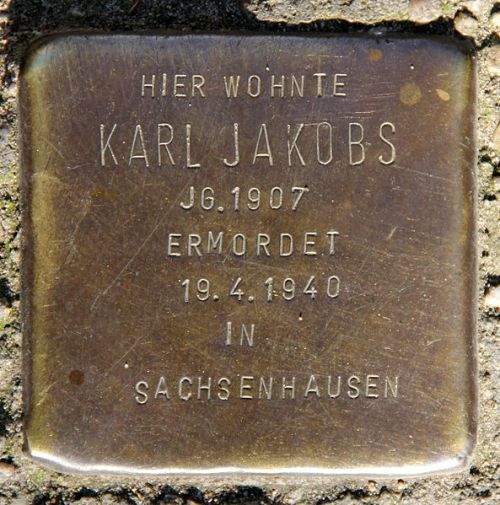 HIER WOHNTE
KARL JAKOBS
JG. 1907
ERMORDET
19. 4. 1940
IN
SACHSENHAUSEN